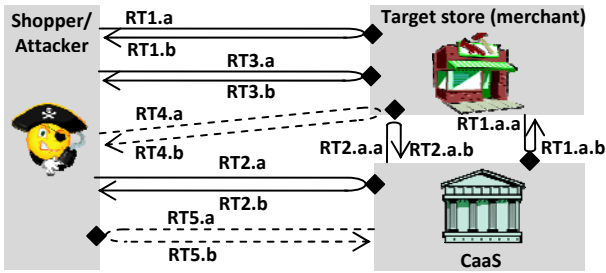 Shopper/
Attacker
Target store (merchant)
RT1.a
RT1.b
RT3.a
RT3.b
RT4.a
RT4.b
RT1.a.a
RT1.a.b
RT2.a.a
RT2.a.b
RT2.a
RT2.b
RT5.a
RT5.b
CaaS